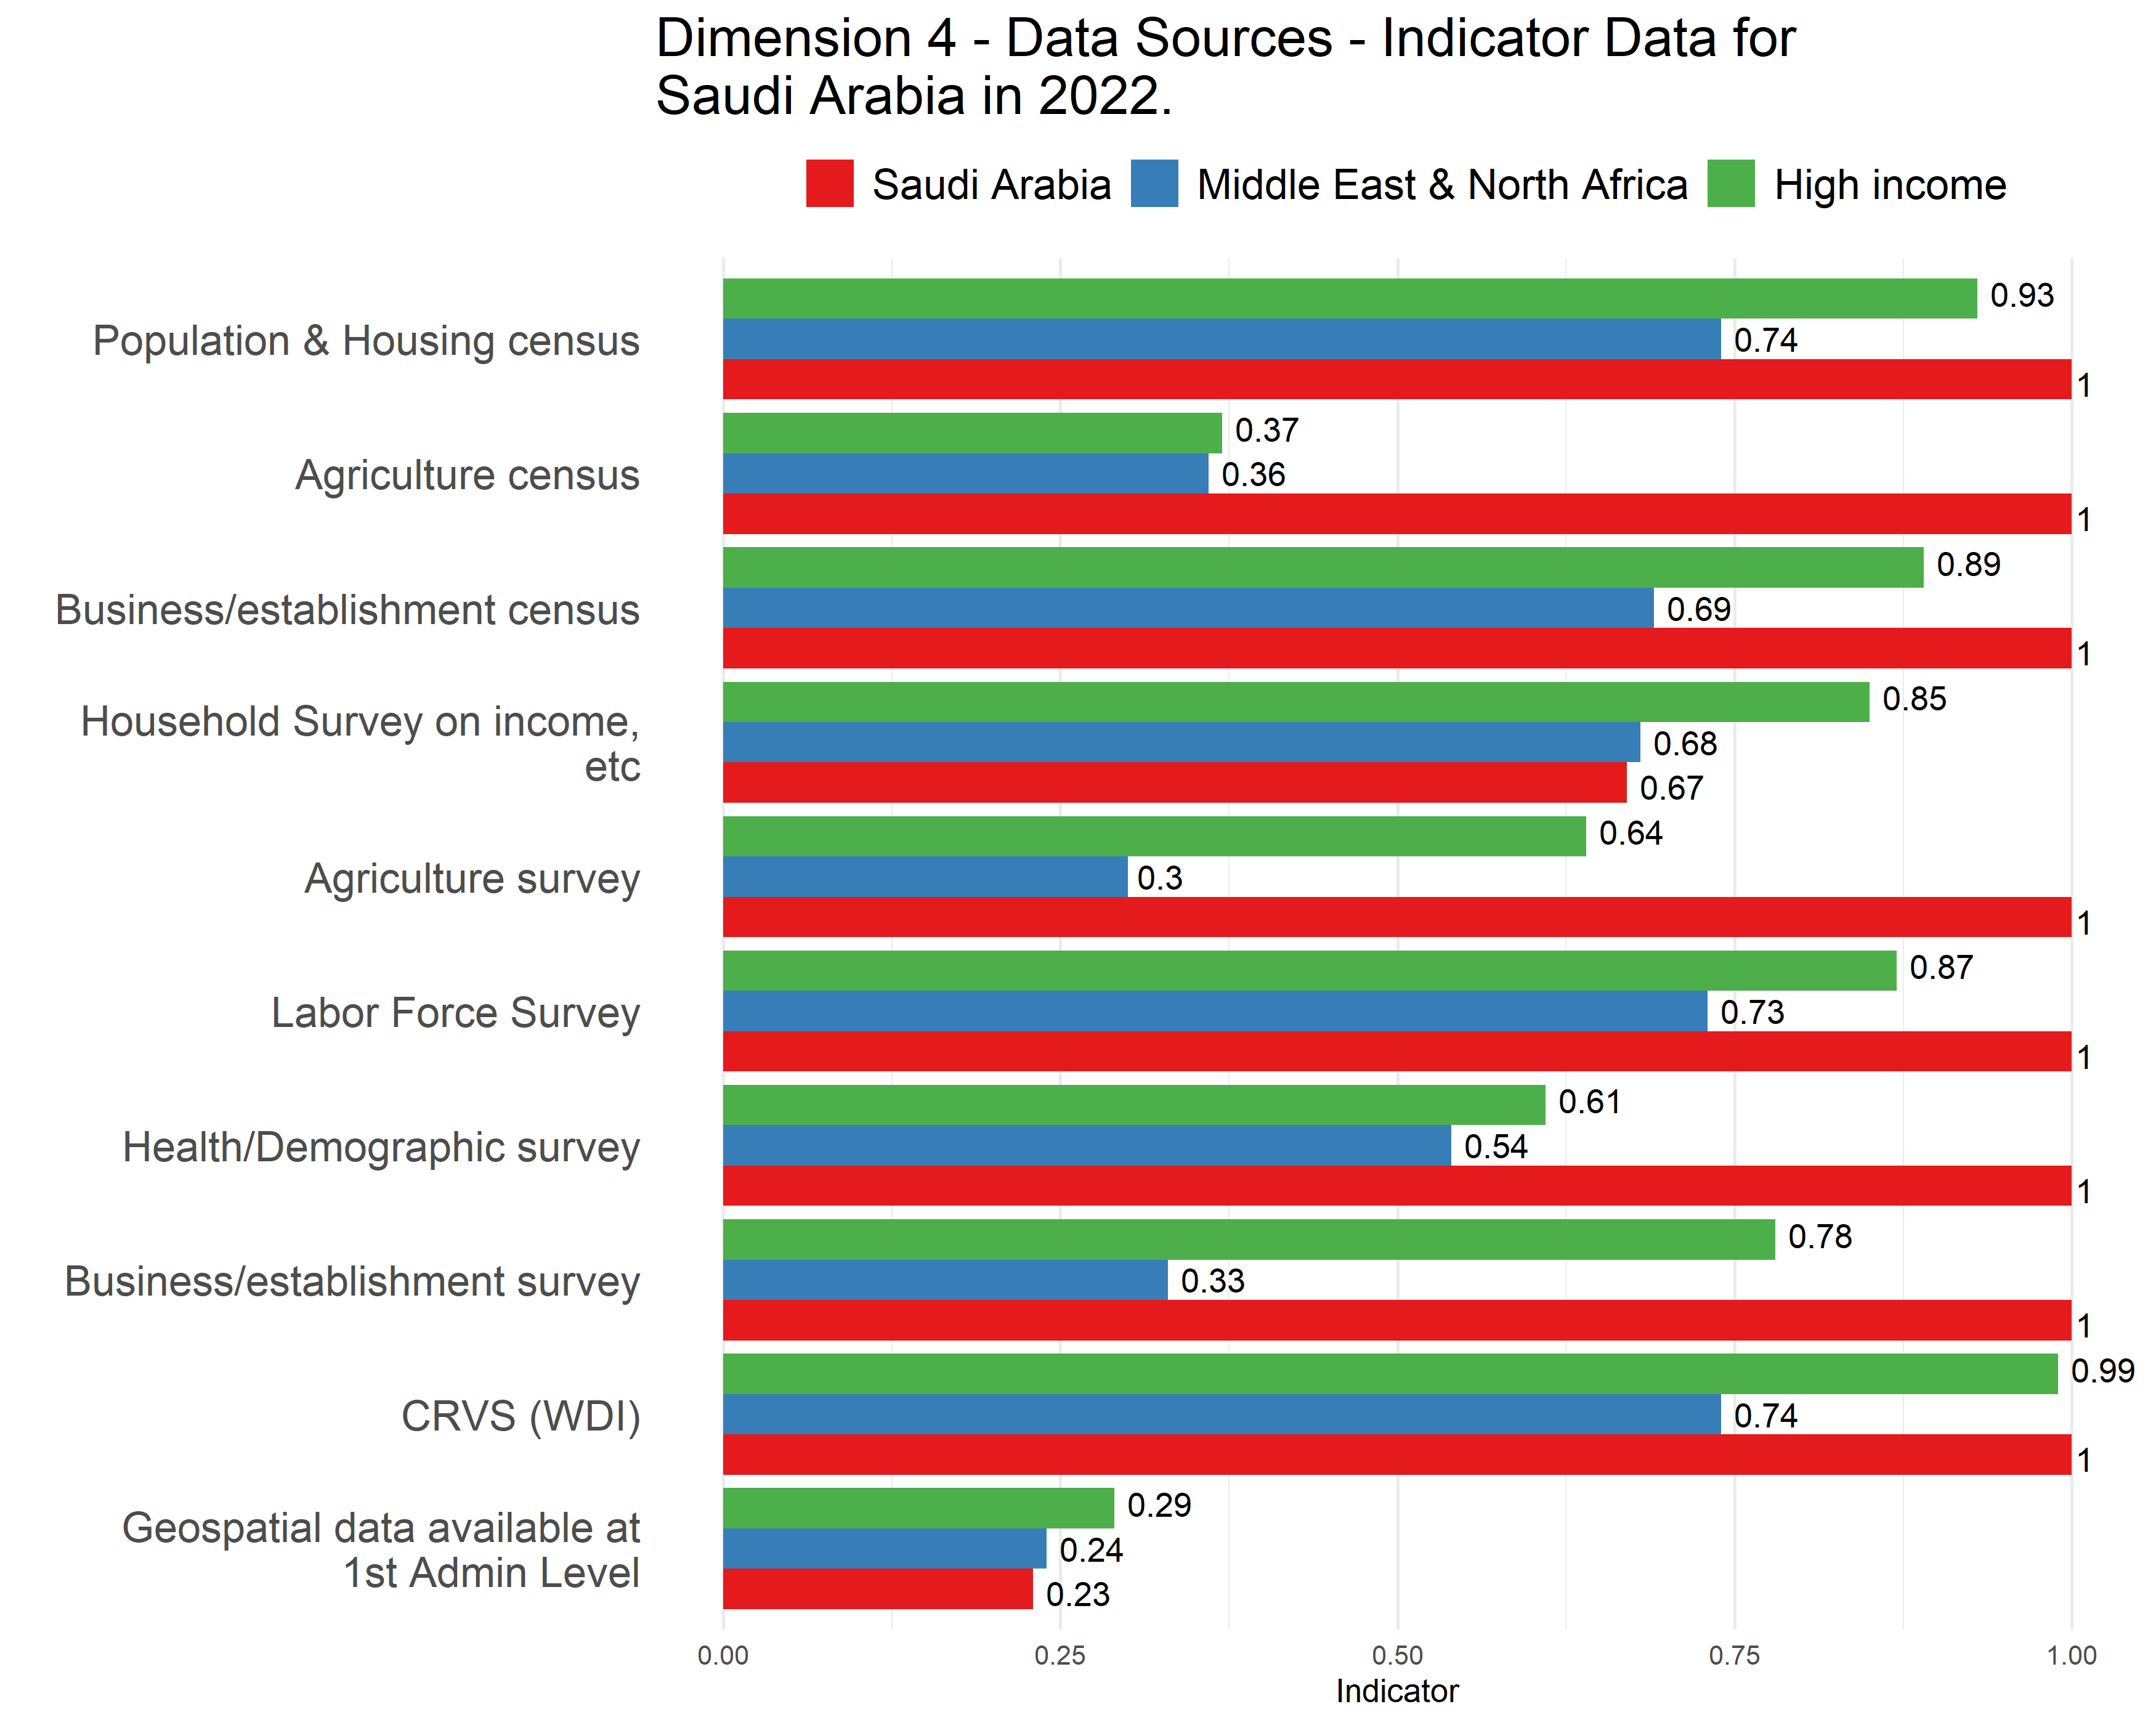 Dimension 4 - Data Sources - Indicator Data for
Saudi Arabia in 2022.
Saudi Arabia Middle East & North Africa High income
Population & Housing census
0.93
0.74
1
Agriculture census
0.37
0.36
1
Business/establishment census
0.89
0.69
1
Household Survey on income,
etc
0.85
0.68
0.67
Agriculture survey
0.64
0.3
1
Labor Force Survey
0.87
0.73
1
Health/Demographic survey
0.61
0.54
1
Business/establishment survey
0.78
0.33
1
CRVS (WDI)
0.99
0.74
1
Geospatial data available at
1st Admin Level
0.29
0.24
0.23
0.00 0.25 0.50 0.75 1.00
Indicator